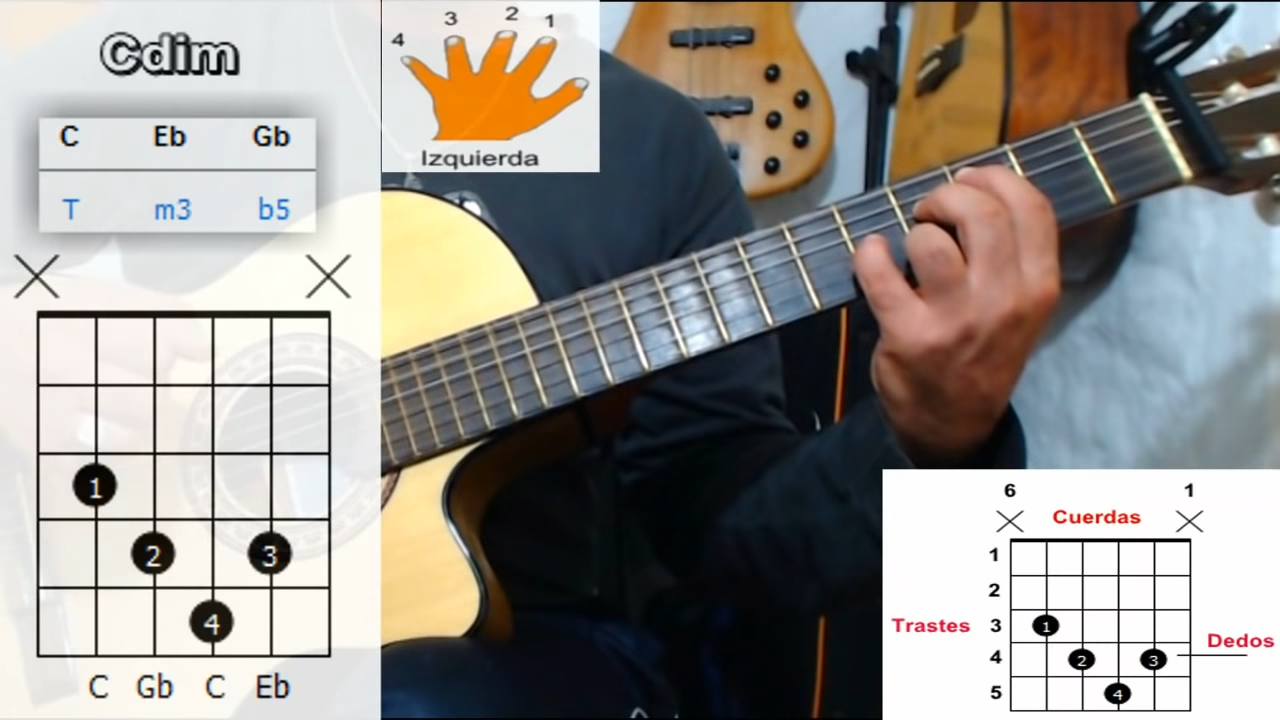 Cdim
C Eb Gb
T m3 b5
1
2 3
4
C Gb C Eb
4 3 2 1
Izquierda
6 1
Cuerdas
1
2
Trastes 3 1
4 2 3 Dedos
5 4